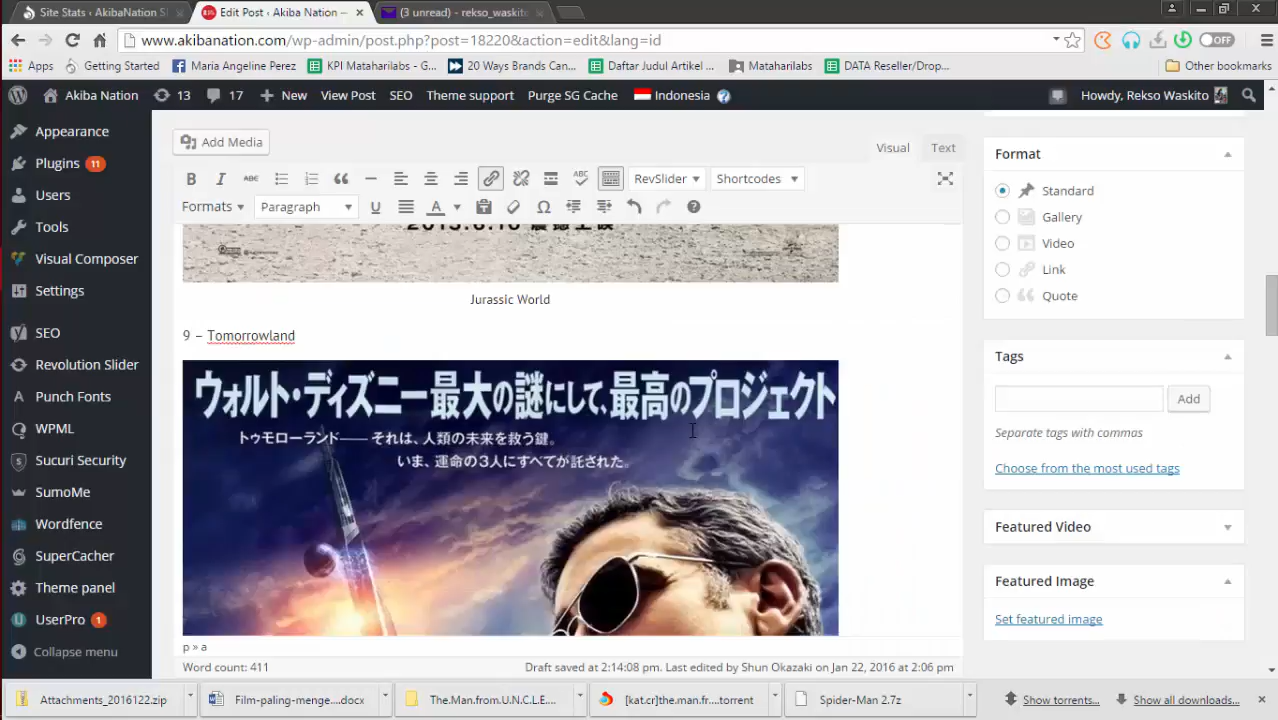 Site Stats ‹ AkibaNation S
Edit Post ‹ Akiba Nation —
(3 unread) - rekso_waskito
www.akibanation.com/wp-admin/post.php?post=18220&action=edit&lang=id
OFF
Apps
Getting Started
Maria Angeline Perez
KPI Mataharilabs - G...
20 Ways Brands Can...
Daftar Judul Artikel ...
Mataharilabs
DATA Reseller/Drop...
Other bookmarks
Akiba Nation
13
17
New
View Post
SEO
Theme support
Purge SG Cache
Indonesia
Howdy, Rekso Waskito
Appearance
Plugins 11
Users
Tools
Visual Composer
Settings
SEO
Revolution Slider
Punch Fonts
WPML
Sucuri Security
SumoMe
Wordfence
SuperCacher
Theme panel
UserPro 1
Collapse menu
Add Media
Visual
Text
B I ABC
RevSlider
Shortcodes
Formats
Paragraph
U A
Jurassic World
9 – Tomorrowland
ウォルト・ディズニー最大の謎にして、最高のプロジェクト
トゥモローランド── それは、人類の未来を救う鍵。
いま、運命の3人にすべてが託された。
p » a
Word count: 411
Draft saved at 2:14:08 pm. Last edited by Shun Okazaki on Jan 22, 2016 at 2:06 pm
Format
Standard
Gallery
Video
Link
Quote
Tags
Add
Separate tags with commas
Choose from the most used tags
Featured Video
Featured Image
Set featured image
Attachments_2016122.zip
Film-paling-menge....docx
The.Man.from.U.N.C.L.E....
[kat.cr]the.man.fr....torrent
Spider-Man 2.7z
Show torrents...
Show all downloads...